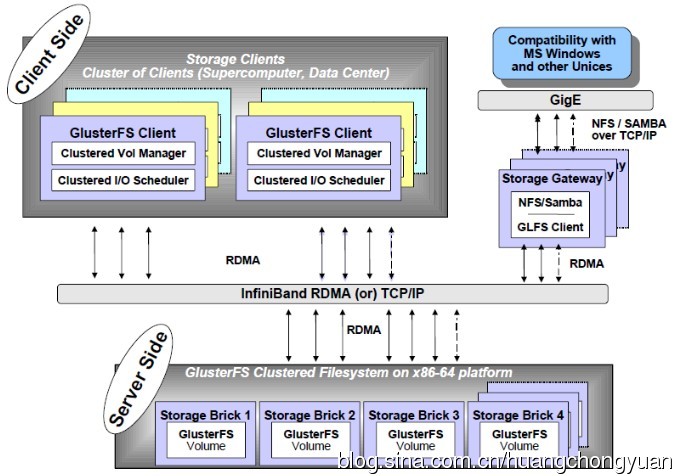 Client Side
Storage Clients
Cluster of Clients (Supercomputer, Data Center)
GlusterFS Client
Clustered Vol Manager
Clustered I/O Scheduler
GlusterFS Client
Clustered Vol Manager
Clustered I/O Scheduler
Compatibility with
MS Windows
and other Unices
GigE
NFS / SAMBA
over TCP/IP
Storage Gateway
NFS/Samba
GLFS Client
RDMA
RDMA
RDMA
InfiniBand RDMA (or) TCP/IP
RDMA
Server Side
GlusterFS Clustered Filesystem on x86-64 platform
Storage Brick 1
GlusterFS
Volume
Storage Brick 2
GlusterFS
Volume
Storage Brick 3
GlusterFS
Volume
Storage Brick 4
GlusterFS
Volume
blog.sina.com.cn/huangchongyuan